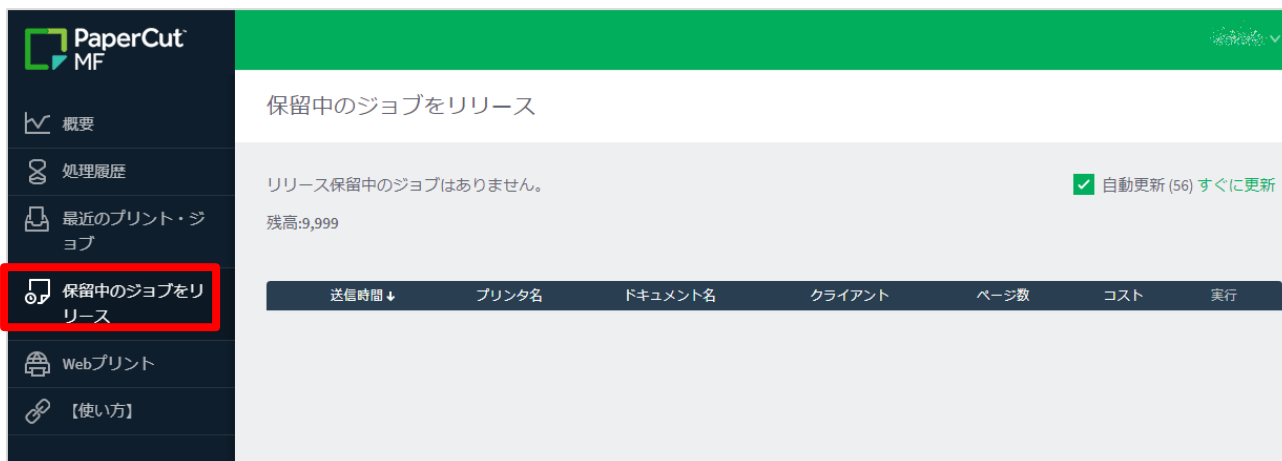 PaperCut
MF
概要
処理履歴
最近のプリント・ジ
ョブ
保留中のジョブをリ
リース
Webプリント
【使い方】
保留中のジョブをリリース
リリース保留中のジョブはありません。
自動更新 (56) すぐに更新
残高:9,999
送信時間↓ プリンタ名 ドキュメント名 クライアント ページ数 コスト 実行